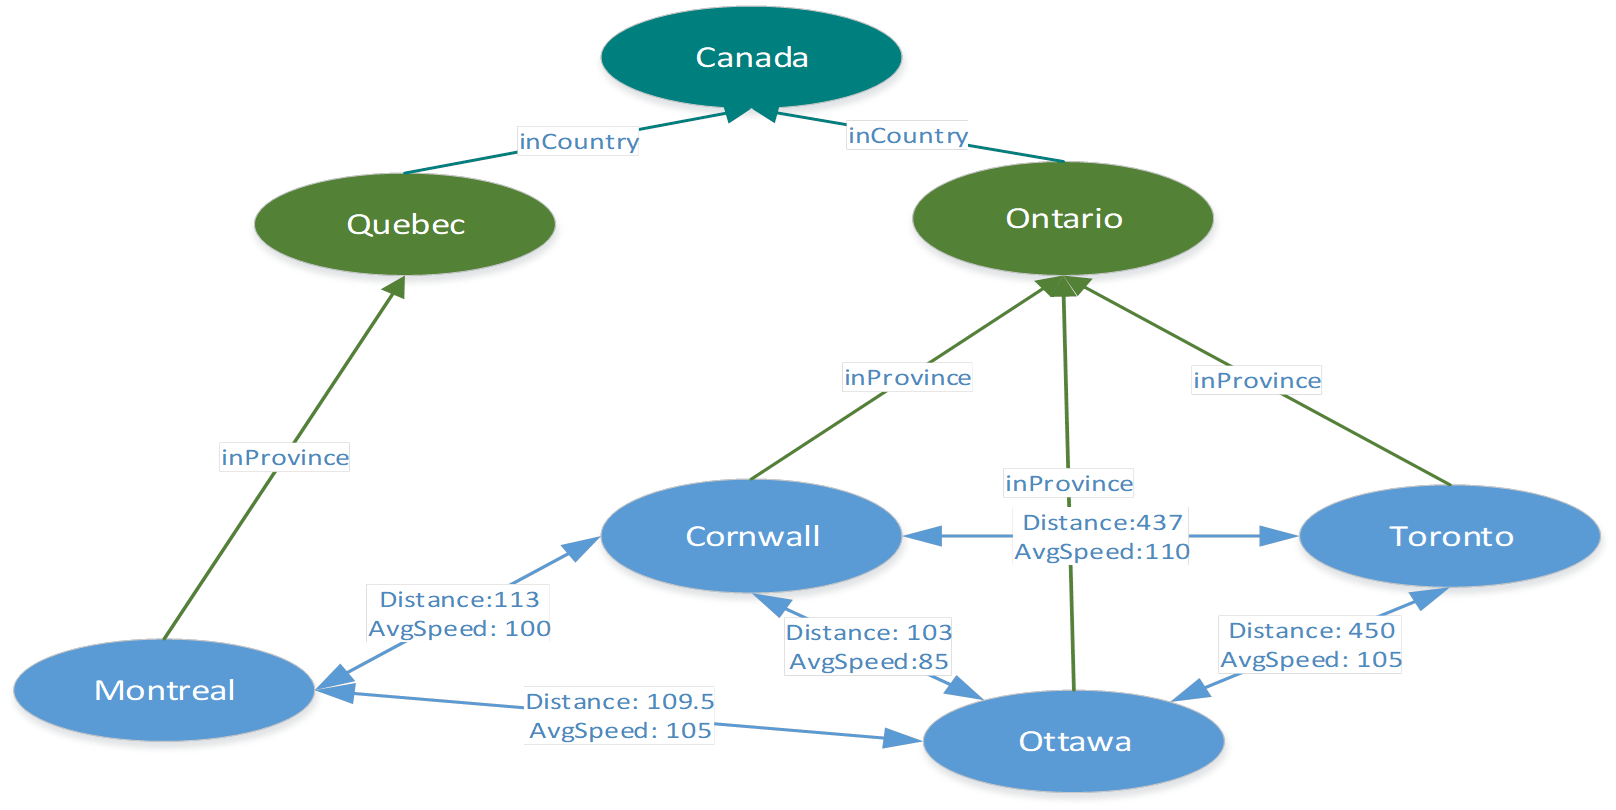 Canada
inCountry
inCountry
Quebec
Ontario
inProvince
inProvince
inProvince
inProvince
Cornwall
Distance:437
AvgSpeed:110
Toronto
Distance:113
AvgSpeed: 100
Distance: 103
AvgSpeed:85
Distance: 450
AvgSpeed: 105
Montreal
Distance: 109.5
AvgSpeed: 105
Ottawa